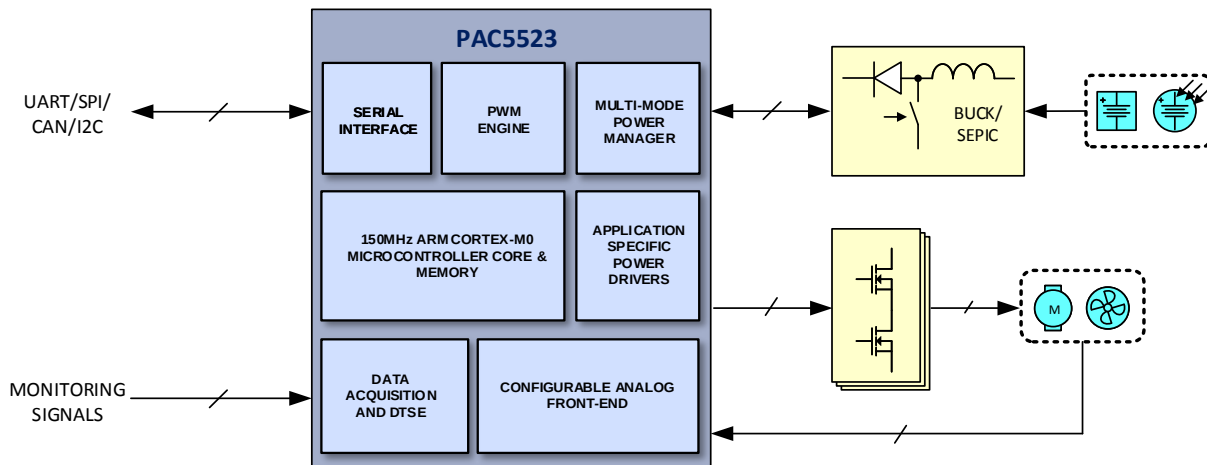 PAC5523
UART/SPI/
CAN/I2C
SERIAL
INTERFACE
PWM
ENGINE
MULTI-MODE
POWER
MANAGER
BUCK/
SEPIC
+
+
150MHz ARM CORTEX-M0
MICROCONTROLLER CORE &
MEMORY
APPLICATION
SPECIFIC
POWER
DRIVERS
M
MONITORING
SIGNALS
DATA
ACQUISITION
AND DTSE
CONFIGURABLE ANALOG
FRONT-END